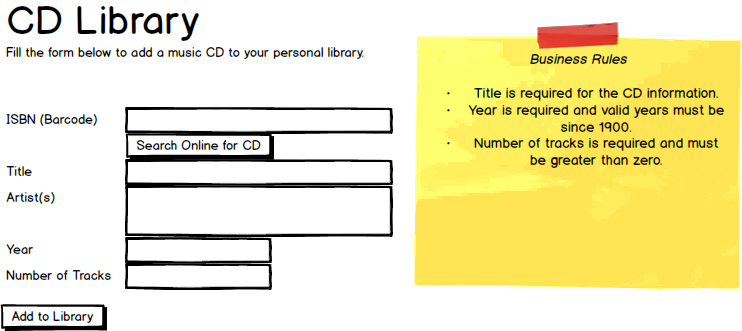 CD Library
Fill the form below to add a music CD to your personal library.
ISBN (Barcode)
Search Online for CD
Title
Artist(s)
Year
Number of Tracks
Add to Library
Business Rules
• Title is required for the CD information.
• Year is required and valid years must be
since 1900.
• Number of tracks is required and must
be greater than zero.